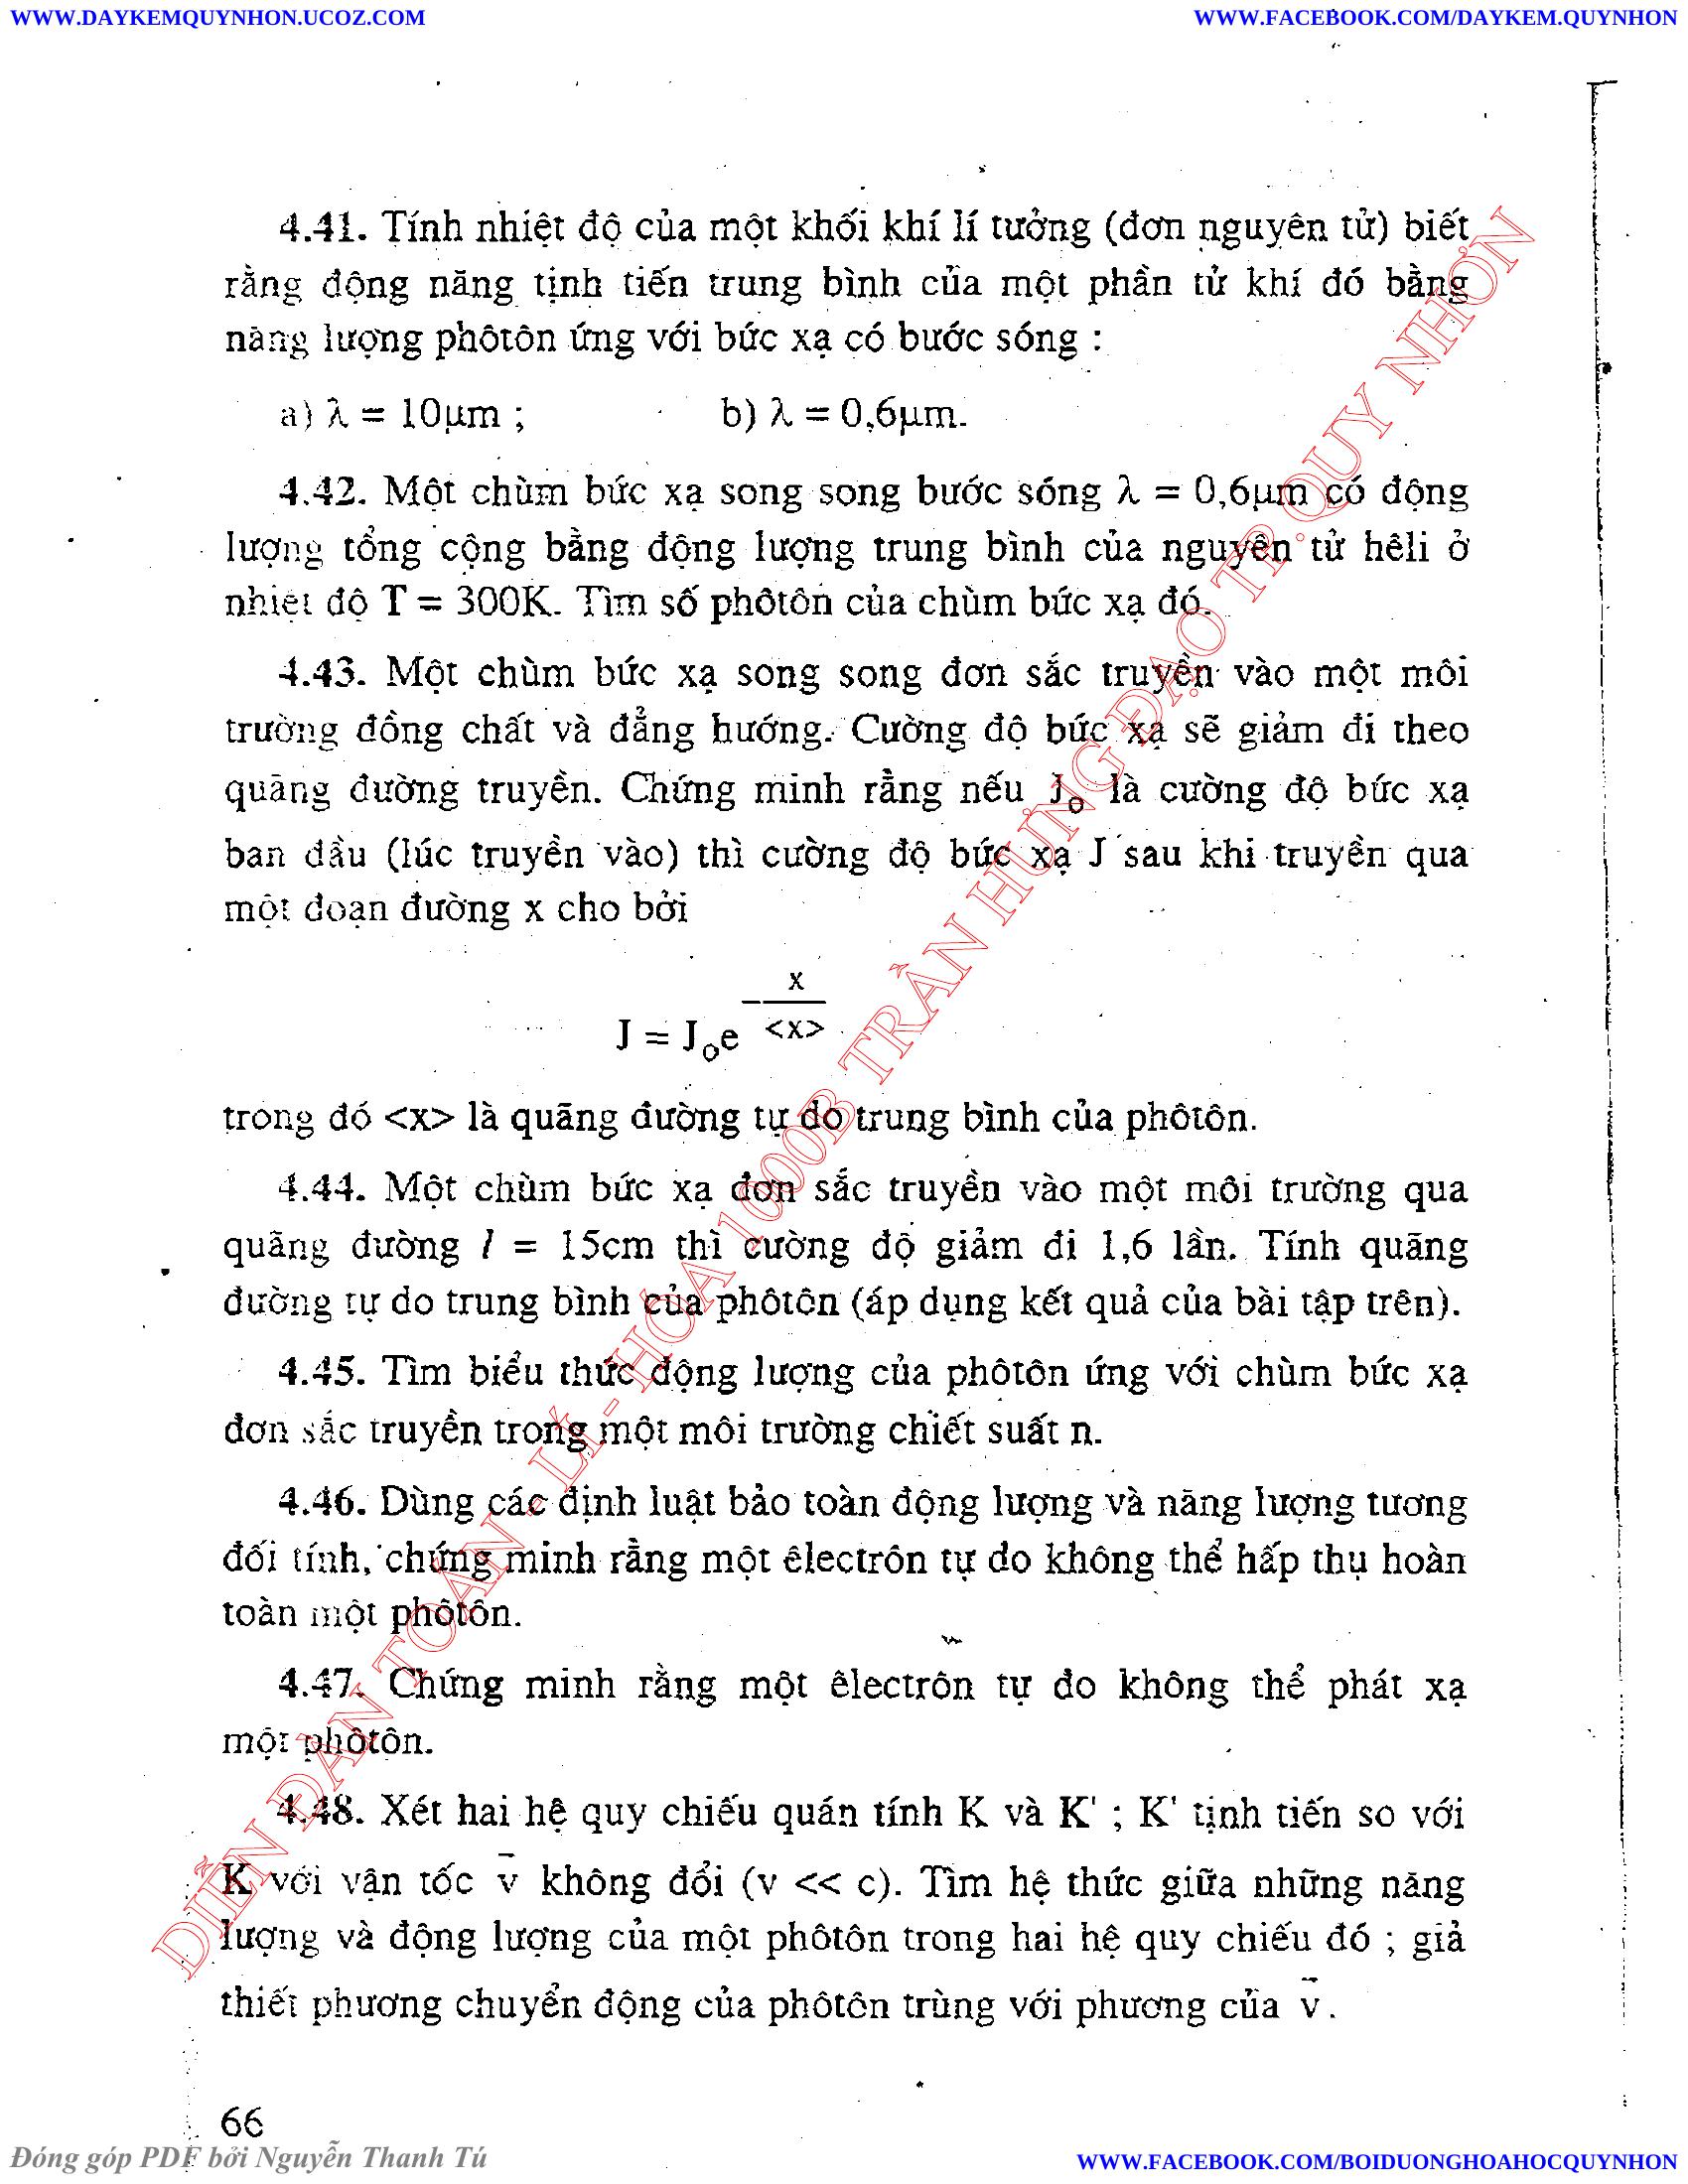 WWW.DAYKEMQUYNHON.UCOZ.COM
WWW.FACEBOOK.COM/DAYKEM.QUYNHON
4.41. Tính nhiệt độ của một khối khí lí tưởng (đơn nguyên tử) biết
rằng động năng tịnh tiến trung bình của một phần tử khí đó bằng
năng lượng phôtôn ứng với bức xạ có bước sóng :
a) λ = 10μm ; b) λ = 0,6μm.
4.42. Một chùm bức xạ song song bước sóng λ = 0,6μm có động
lượng tổng cộng bằng động lượng trung bình của nguyên tử hêli ở
nhiệt độ T = 300K. Tìm số phôtôn của chùm bức xạ đó.
4.43. Một chùm bức xạ song song đơn sắc truyền vào một môi
trường đồng chất và đẳng hướng. Cường độ bức xạ sẽ giảm đi theo
quãng đường truyền. Chứng minh rằng nếu J₀ là cường độ bức xạ
ban đầu (lúc truyền vào) thì cường độ bức xạ J sau khi truyền qua
một đoạn đường x cho bởi
J = J₀e^(-x/<x>)
trong đó <x> là quãng đường tự do trung bình của phôtôn.
4.44. Một chùm bức xạ đơn sắc truyền vào một môi trường qua
quãng đường l = 15cm thì cường độ giảm đi 1,6 lần. Tính quãng
đường tự do trung bình của phôtôn (áp dụng kết quả của bài tập trên).
4.45. Tìm biểu thức động lượng của phôtôn ứng với chùm bức xạ
đơn sắc truyền trong một môi trường chiết suất n.
4.46. Dùng các định luật bảo toàn động lượng và năng lượng tương
đối tính, chứng minh rằng một êlectrôn tự do không thể hấp thụ hoàn
toàn một phôtôn.
4.47. Chứng minh rằng một êlectrôn tự do không thể phát xạ
một phôtôn.
4.48. Xét hai hệ quy chiếu quán tính K và K' ; K' tịnh tiến so với
K với vận tốc v⃗ không đổi (v << c). Tìm hệ thức giữa những năng
lượng và động lượng của một phôtôn trong hai hệ quy chiếu đó ; giả
thiết phương chuyển động của phôtôn trùng với phương của v⃗.
66
DIỄN ĐÀN TOÁN - LÍ - HÓA 1000B TRẦN HƯNG ĐẠO TP.QUY NHƠN
Đóng góp PDF bởi Nguyễn Thanh Tú
WWW.FACEBOOK.COM/BOIDUONGHOAHOCQUYNHON